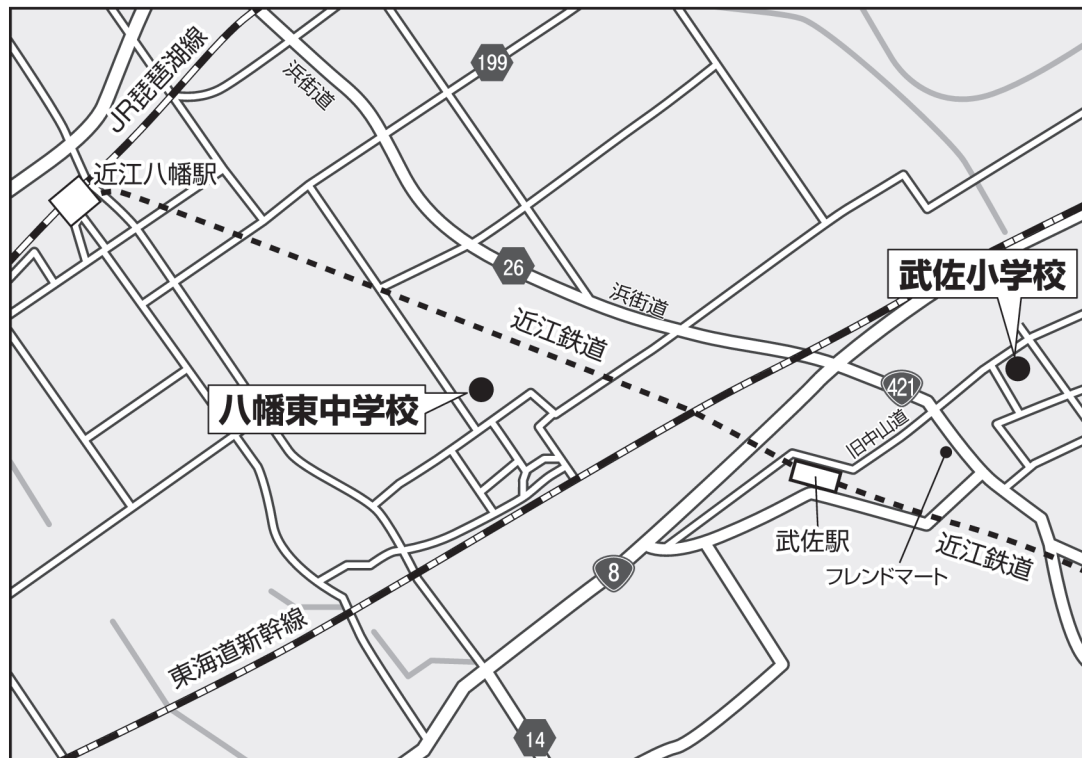 199
浜街道
JR琵琶湖線
近江八幡駅
26
浜街道
武佐小学校
近江鉄道
421
八幡東中学校
旧中山道
武佐駅
フレンドマート
近江鉄道
8
東海道新幹線
14